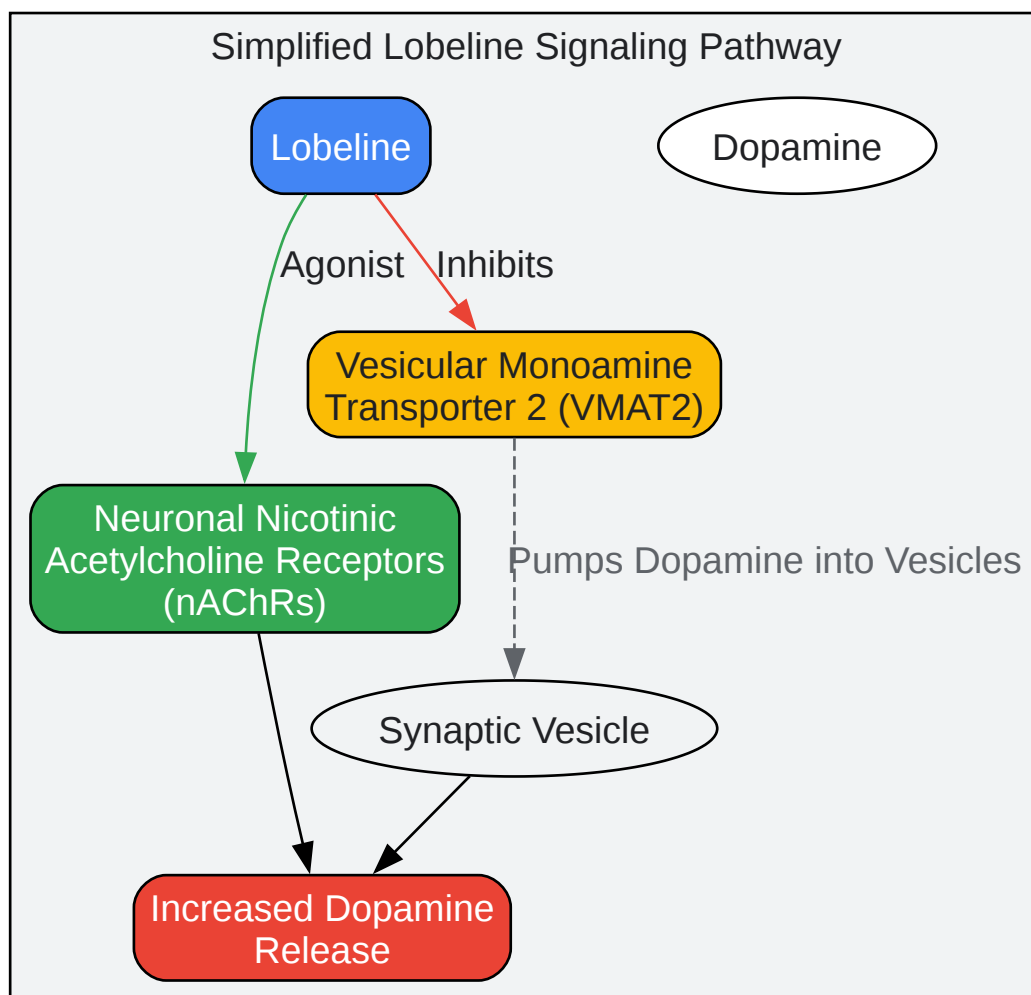 Simplified Lobeline Signaling Pathway
Lobeline
Dopamine
Agonist
Inhibits
Vesicular Monoamine
Transporter 2 (VMAT2)
Neuronal Nicotinic
Acetylcholine Receptors
(nAChRs)
Pumps Dopamine into Vesicles
Synaptic Vesicle
Increased Dopamine
Release